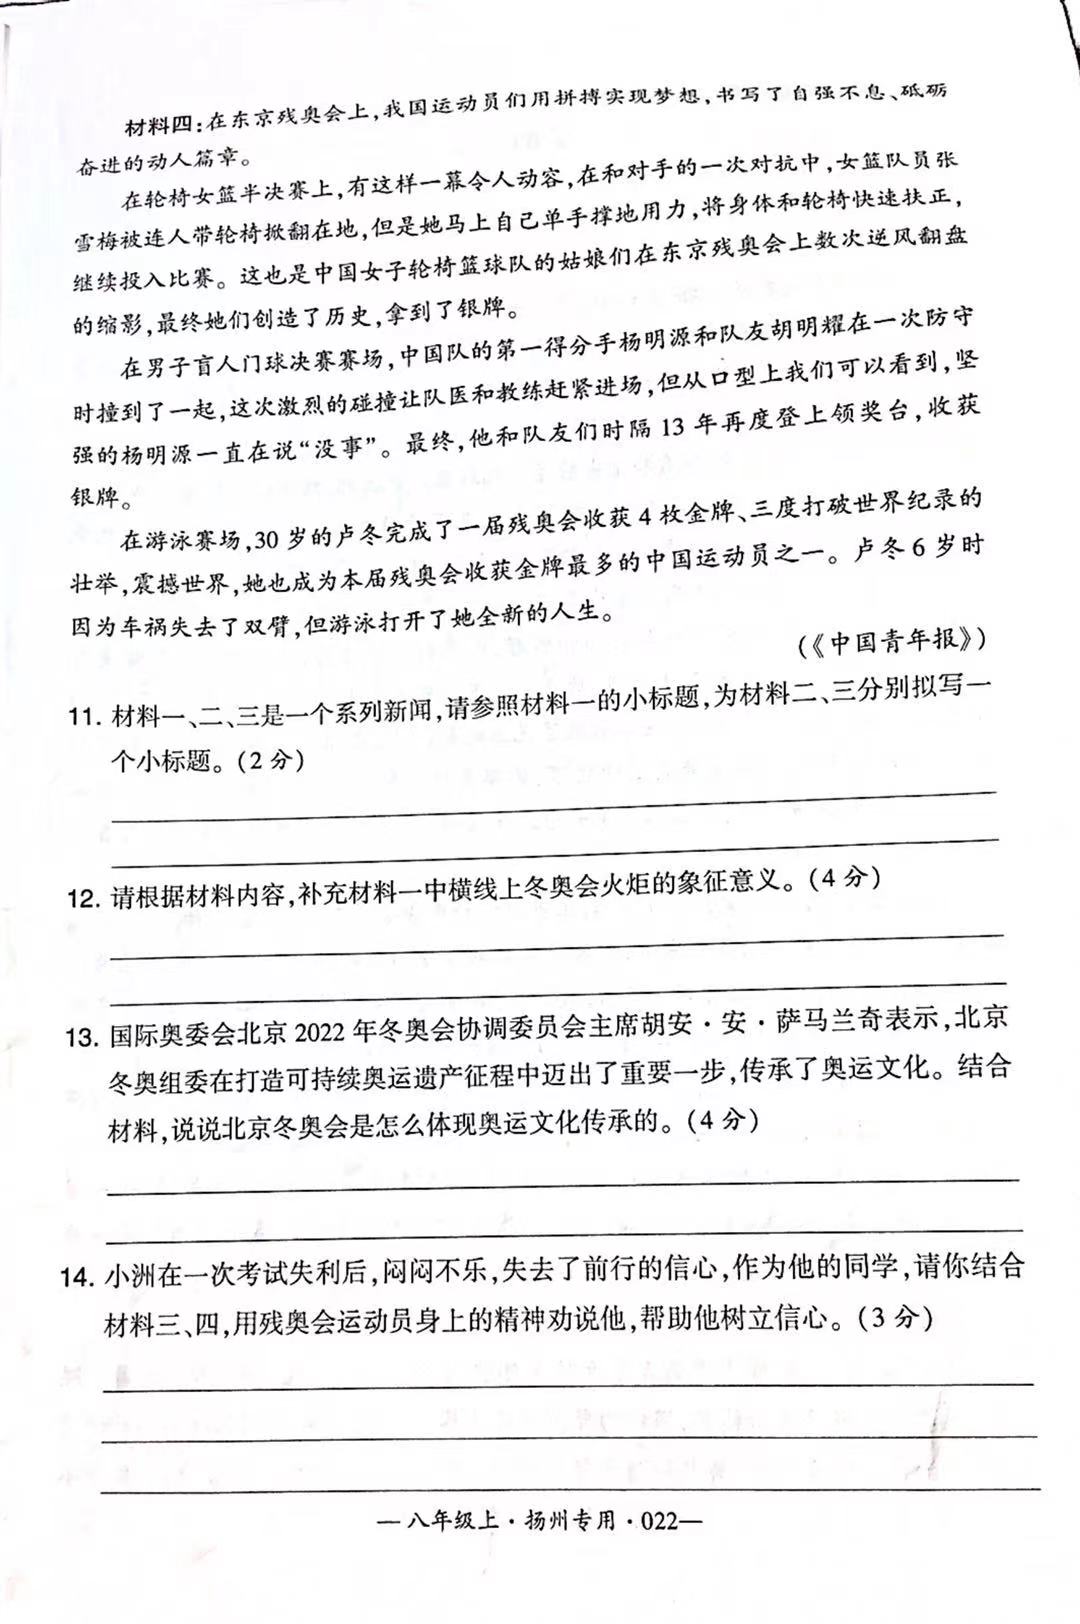 材料四:在东京残奥会上,我国运动员们用拼搏实现梦想,书写了自强不息、砥砺
奋进的动人篇章。
在轮椅女篮半决赛上,有这样一幕令人动容,在和对手的一次对抗中,女篮队员张
雪梅被连人带轮椅掀翻在地,但是她马上自己单手撑地用力,将身体和轮椅快速扶正,
继续投入比赛。这也是中国女子轮椅篮球队的姑娘们在东京残奥会上数次逆风翻盘
的缩影,最终她们创造了历史,拿到了银牌。
在男子盲人门球决赛赛场,中国队的第一得分手杨明源和队友胡明耀在一次防守
时撞到了一起,这次激烈的碰撞让队医和教练赶紧进场,但从口型上我们可以看到,坚
强的杨明源一直在说“没事”。最终,他和队友们时隔 13 年再度登上领奖台,收获
银牌。
在游泳赛场,30 岁的卢冬完成了一届残奥会收获 4 枚金牌、三度打破世界纪录的
壮举,震撼世界,她也成为本届残奥会收获金牌最多的中国运动员之一。卢冬 6 岁时
因为车祸失去了双臂,但游泳打开了她全新的人生。
(《中国青年报》)
11. 材料一、二、三是一个系列新闻,请参照材料一的小标题,为材料二、三分别拟写一
个小标题。(2 分)
12. 请根据材料内容,补充材料一中横线上冬奥会火炬的象征意义。(4 分)
13. 国际奥委会北京 2022 年冬奥会协调委员会主席胡安·安·萨马兰奇表示,北京
冬奥组委在打造可持续奥运遗产征程中迈出了重要一步,传承了奥运文化。结合
材料,说说北京冬奥会是怎么体现奥运文化传承的。(4 分)
14. 小洲在一次考试失利后,闷闷不乐,失去了前行的信心,作为他的同学,请你结合
材料三、四,用残奥会运动员身上的精神劝说他,帮助他树立信心。(3 分)
— 八年级上·扬州专用·022—